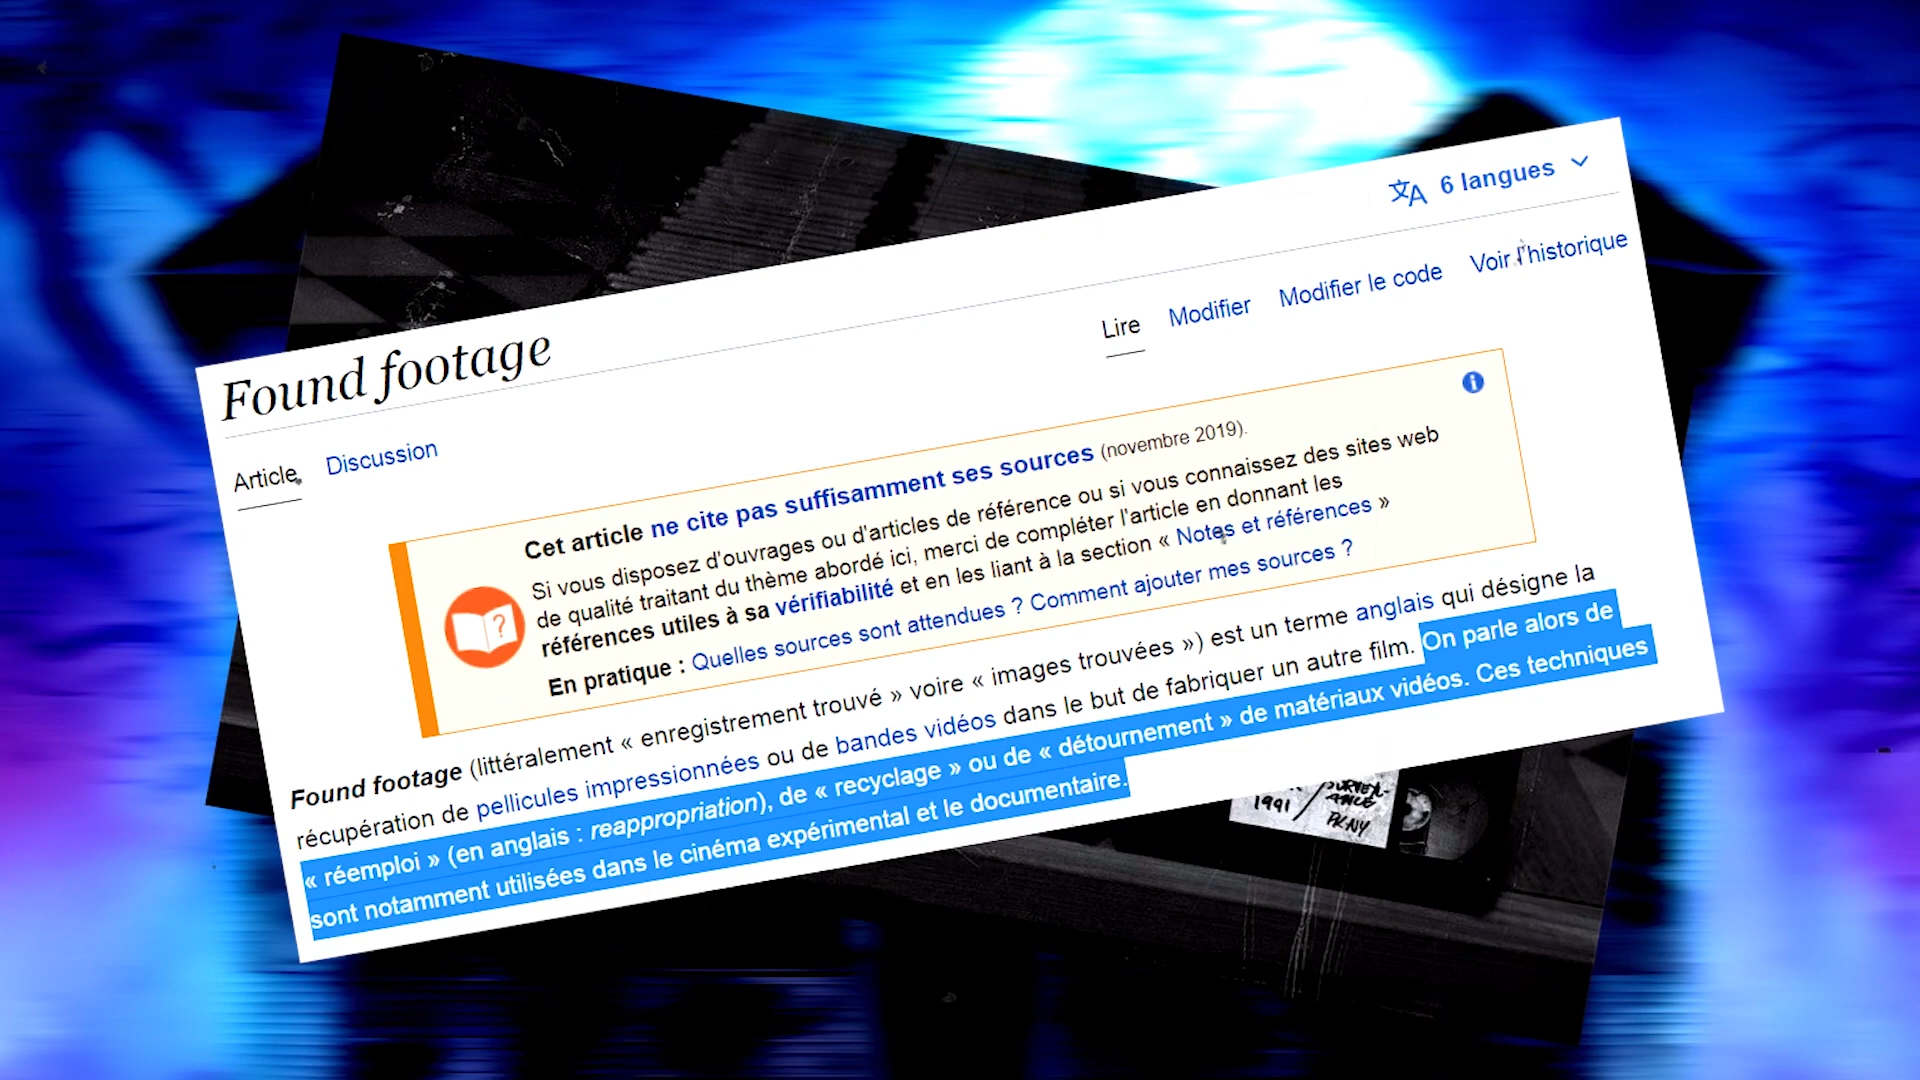 6 langues
Found footage
Lire Modifier Modifier le code Voir l'historique
Article Discussion
Cet article ne cite pas suffisamment ses sources (novembre 2019).
Si vous disposez d'ouvrages ou d'articles de référence ou si vous connaissez des sites web
de qualité traitant du thème abordé ici, merci de compléter l'article en donnant les
références utiles à sa vérifiabilité et en les liant à la section « Notes et références »
En pratique : Quelles sources sont attendues ? Comment ajouter mes sources ?
Found footage (littéralement « enregistrement trouvé » voire « images trouvées ») est un terme anglais qui désigne la
récupération de pellicules impressionnées ou de bandes vidéos dans le but de fabriquer un autre film. On parle alors de
« réemploi » (en anglais : reappropriation), de « recyclage » ou de « détournement » de matériaux vidéos. Ces techniques
sont notamment utilisées dans le cinéma expérimental et le documentaire.
1991 /
PKNY